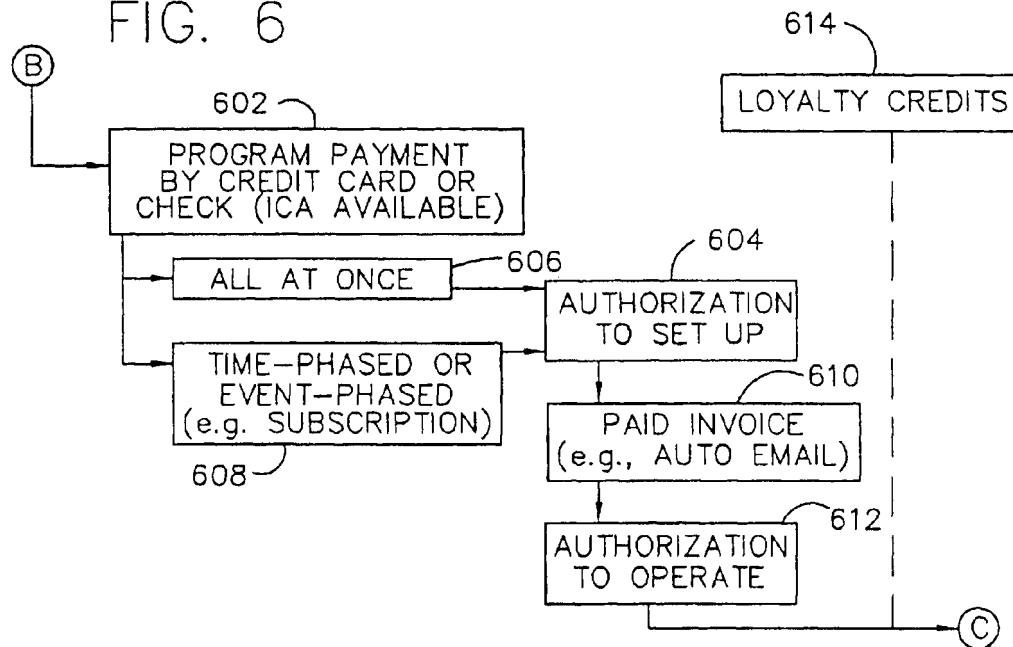 FIG. 6
B
614
LOYALTY CREDITS
602
PROGRAM PAYMENT
BY CREDIT CARD OR
CHECK (ICA AVAILABLE)
606
ALL AT ONCE
604
AUTHORIZATION
TO SET UP
TIME-PHASED OR
EVENT-PHASED
(e.g. SUBSCRIPTION)
608
610
PAID INVOICE
(e.g., AUTO EMAIL)
612
AUTHORIZATION
TO OPERATE
C